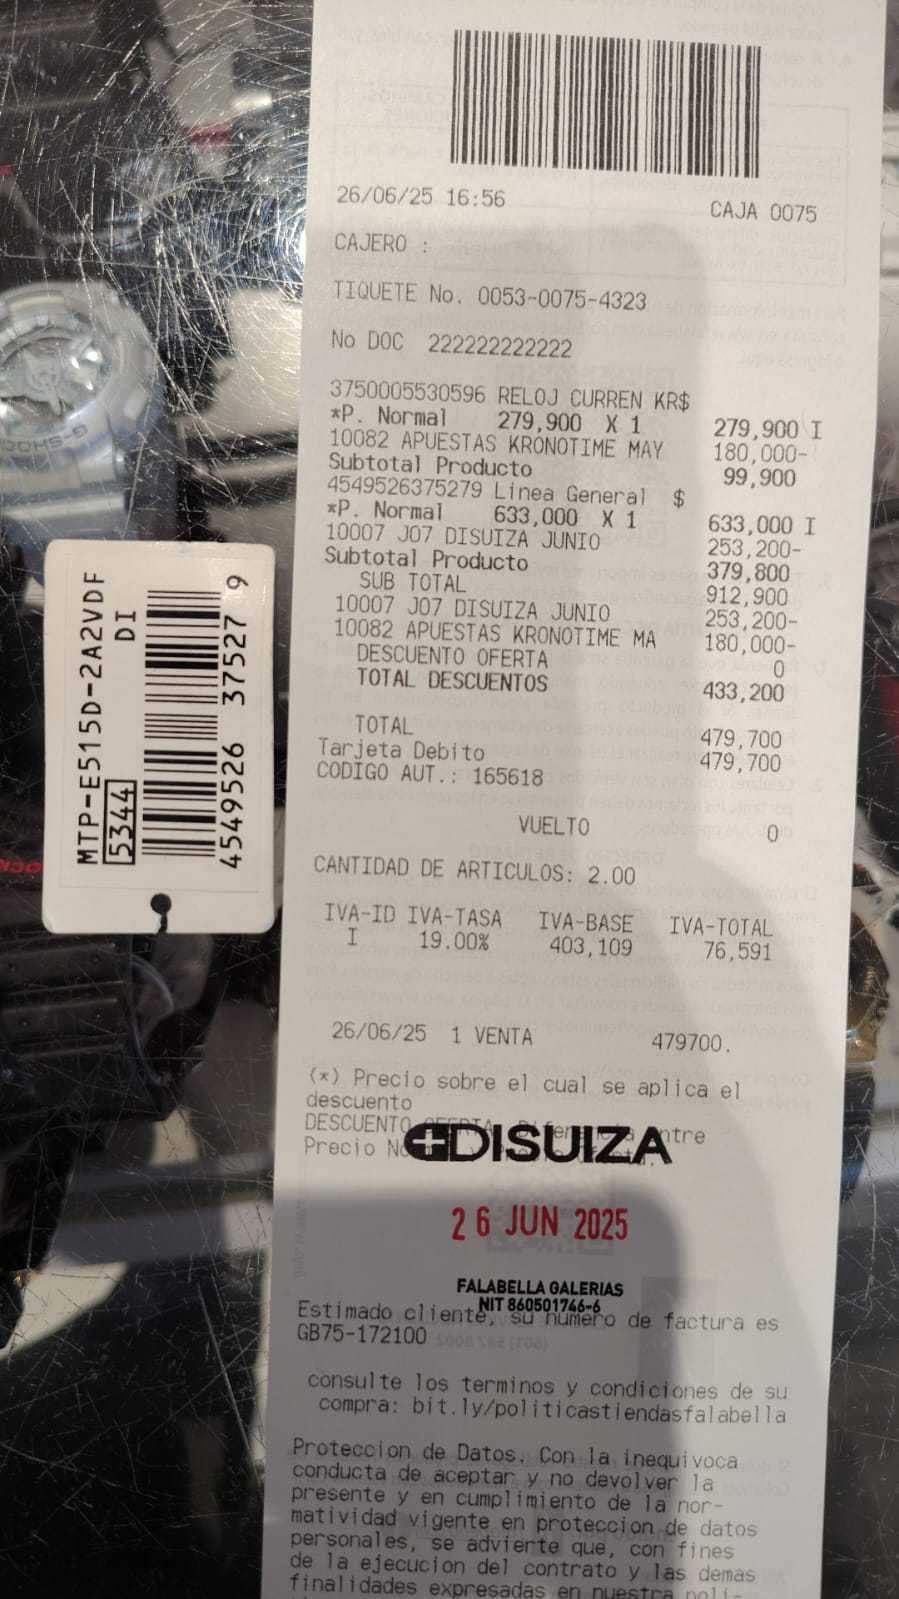 26/06/25 16:56 CAJA 0075
CAJERO :
TIQUETE No. 0053-0075-4323
No DOC 222222222222
3750005530596 RELOJ CURREN KR$
*P. Normal 279,900 X 1 279,900 I
10082 APUESTAS KRONOTIME MAY 180,000-
Subtotal Producto 99,900
4549526375279 Linea General $
*P. Normal 633,000 X 1 633,000 I
10007 J07 DISUIZA JUNIO 253,200-
Subtotal Producto 379,800
SUB TOTAL 912,900
10007 J07 DISUIZA JUNIO 253,200-
10082 APUESTAS KRONOTIME MA 180,000-
DESCUENTO OFERTA 0
TOTAL DESCUENTOS 433,200
TOTAL 479,700
Tarjeta Debito 479,700
CODIGO AUT.: 165618
VUELTO 0
CANTIDAD DE ARTICULOS: 2.00
IVA-ID IVA-TASA IVA-BASE IVA-TOTAL
I 19.00% 403,109 76,591
26/06/25 1 VENTA 479700.
(*) Precio sobre el cual se aplica el
descuento
DESCUENTO OFERTA: Diferencia entre
Precio
DISUIZA
26 JUN 2025
FALABELLA GALERIAS
NIT 860501746-6
Estimado cliente, su numero de factura es
GB75-172100
consulte los terminos y condiciones de su
compra: bit.ly/politicastiendasfalabella
Proteccion de Datos. Con la inequivoca
conducta de aceptar y no devolver la
presente y en cumplimiento de la nor-
matividad vigente en proteccion de datos
personales, se advierte que, con fines
de la ejecucion del contrato y las demas
finalidades expresadas en nuestra poli-
MTP-E515D-2A2VDF
DI
5344
4549526 37527 9
G-SHOCK